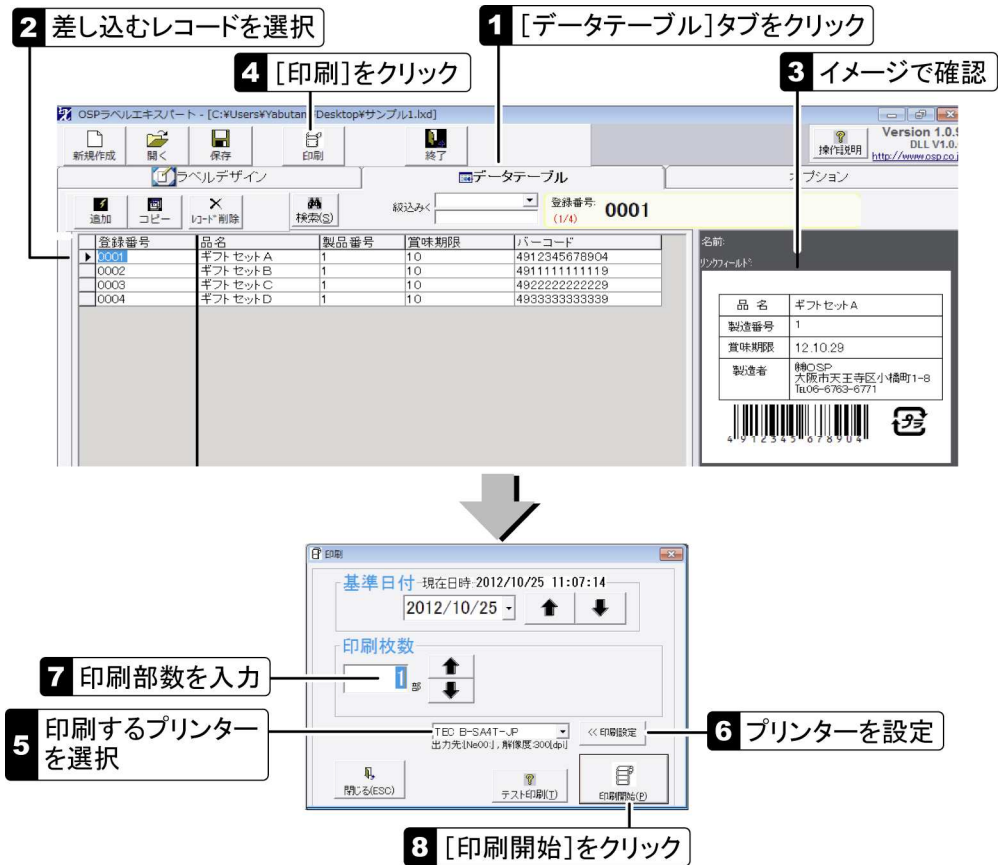 2 差し込むレコードを選択
1 [データテーブル]タブをクリック
4 [印刷]をクリック
3 イメージで確認
OSPラベルエキスパート - [C:¥Users¥Yabutan Desktop¥サンプル1.lxd]
新規作成 開く 保存 印刷 終了 操作説明
Version 1.0.9
DLL V1.0.
http://www.osp.co.j
ラベルデザイン データテーブル オプション
追加 コピー レコード削除 検索(S) 絞込みく 登録番号: (1/4) 0001
登録番号 品名 製品番号 賞味期限 バーコード
0001 ギフトセットA 1 10 4912345678904
0002 ギフトセットB 1 10 4911111111119
0003 ギフトセットC 1 10 4922222222229
0004 ギフトセットD 1 10 4933333333339
名前:
リンクフィールド:
品 名 ギフトセットA
製造番号 1
賞味期限 12.10.29
製造者 ㈱OSP
大阪市天王寺区小橋町1-8
℡06-6763-6771
4912345678904
プラ
印刷
基準日付 現在日時:2012/10/25 11:07:14
2012/10/25
印刷枚数
1 部
7 印刷部数を入力
5 印刷するプリンター
を選択
TEC B-SA4T-JP
出力先:[Ne00:], 解像度:300[dpi]
<< 印刷設定
6 プリンターを設定
閉じる(ESC) テスト印刷(T) 印刷開始(P)
8 [印刷開始]をクリック